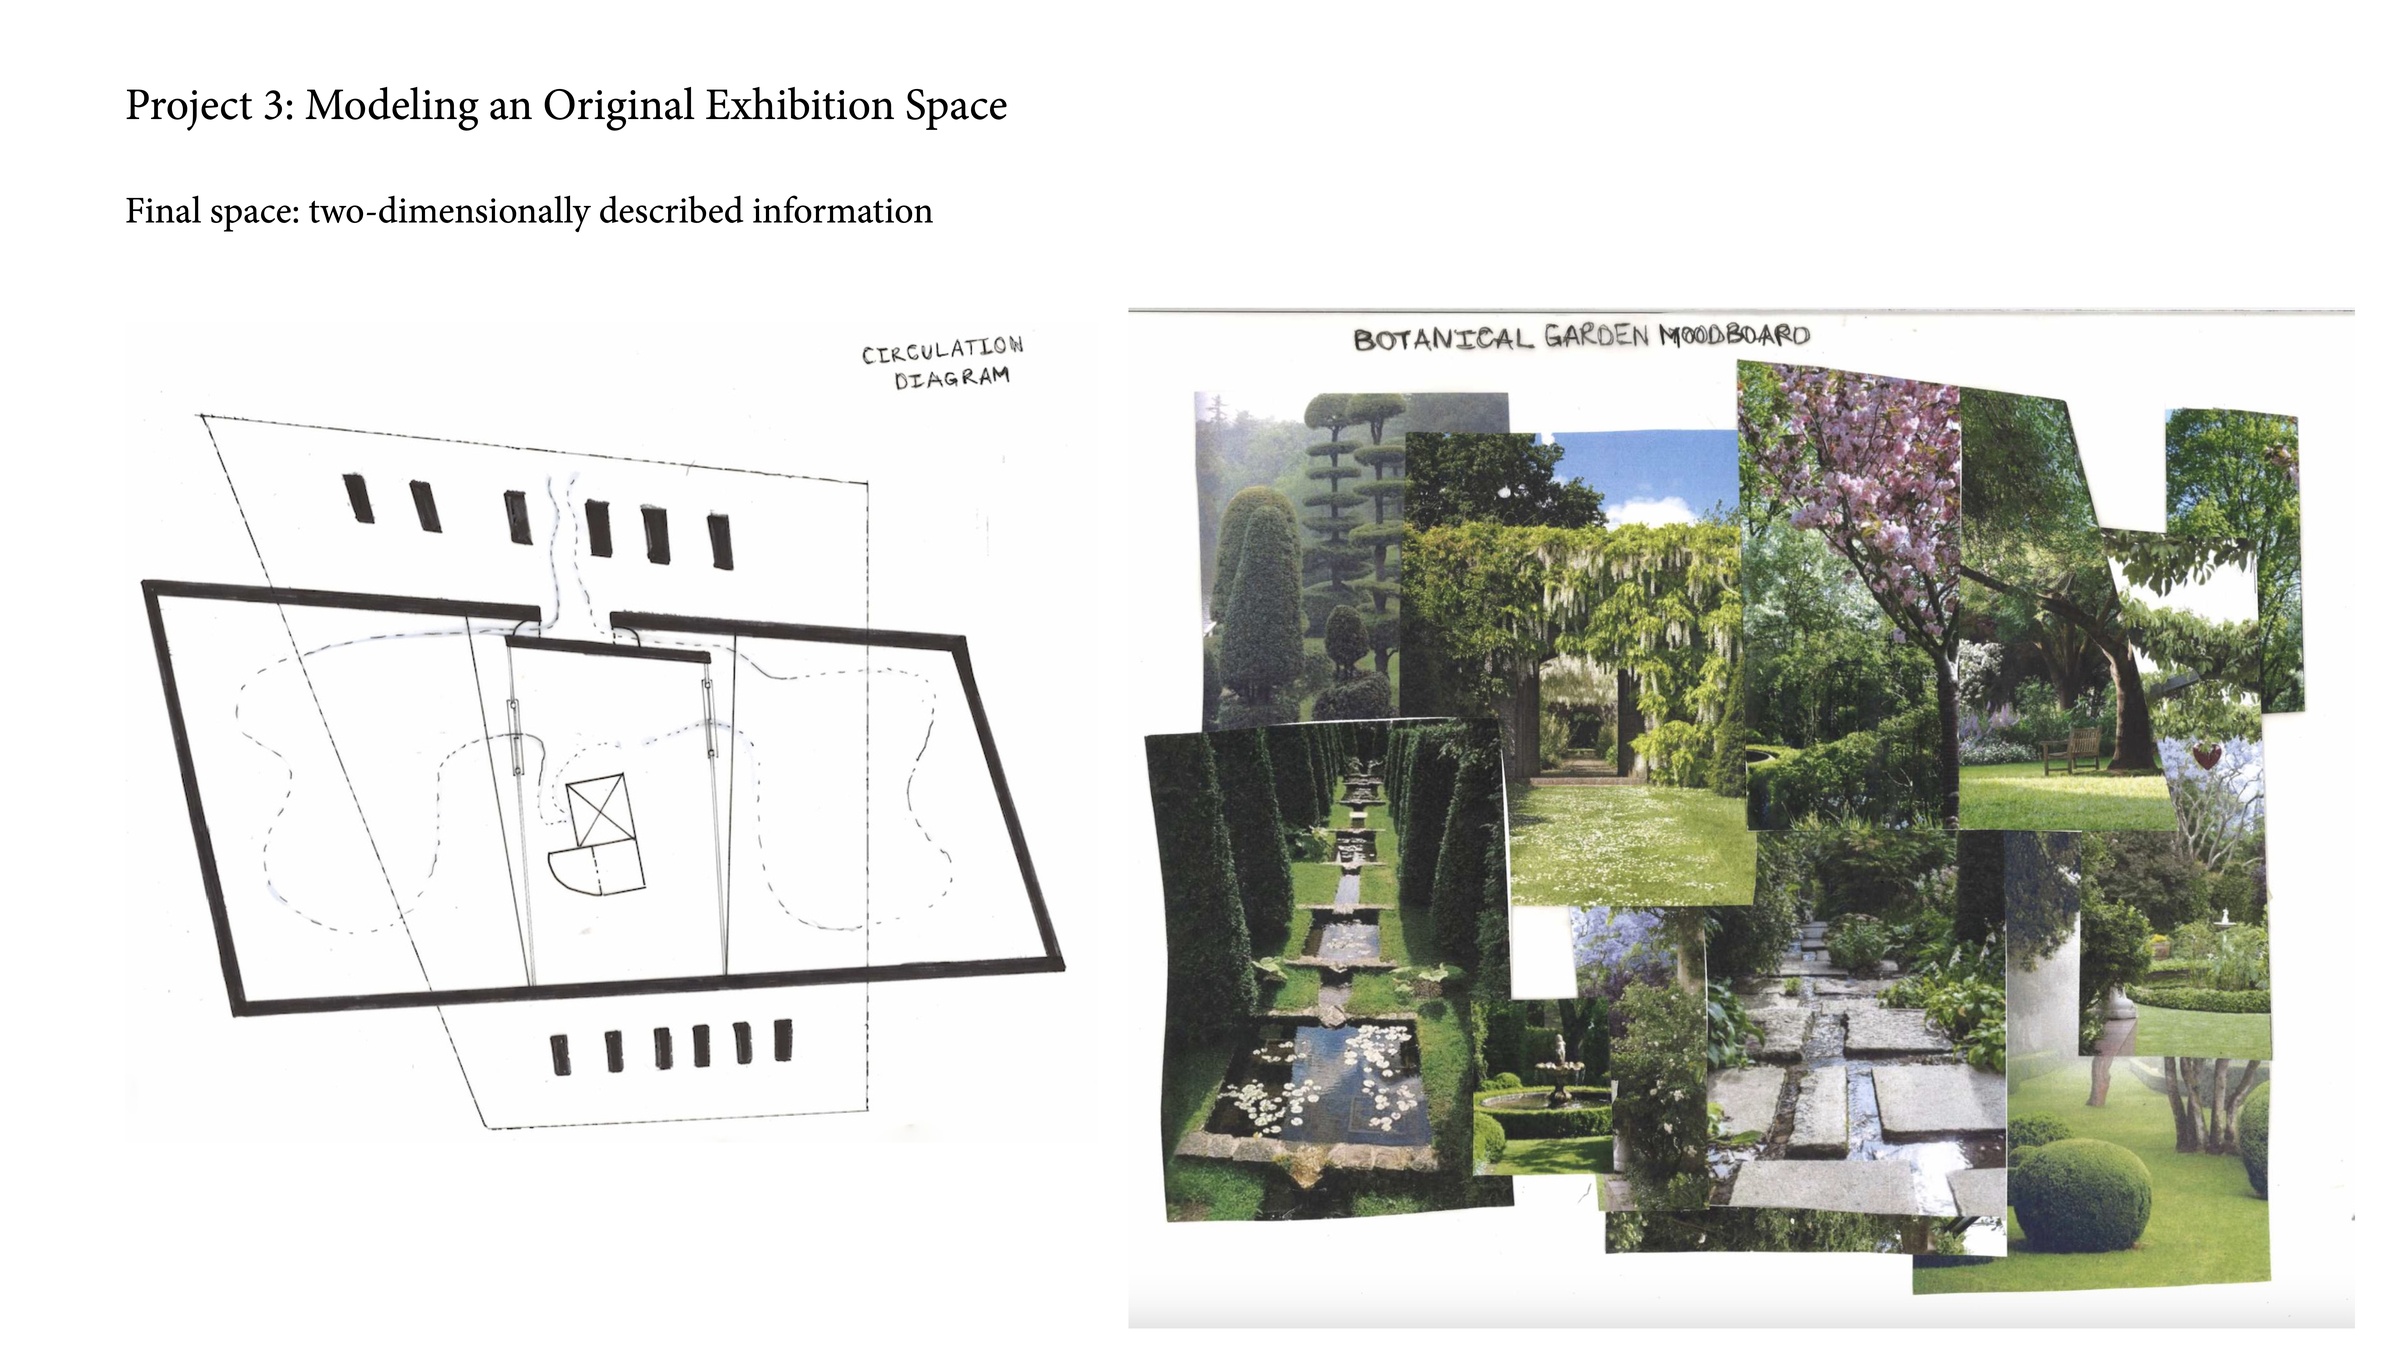 Project 3: Modeling an Original Exhibition Space
Final space: two-dimensionally described information
CIRCULATION
DIAGRAM
BOTANICAL GARDEN MOODBOARD